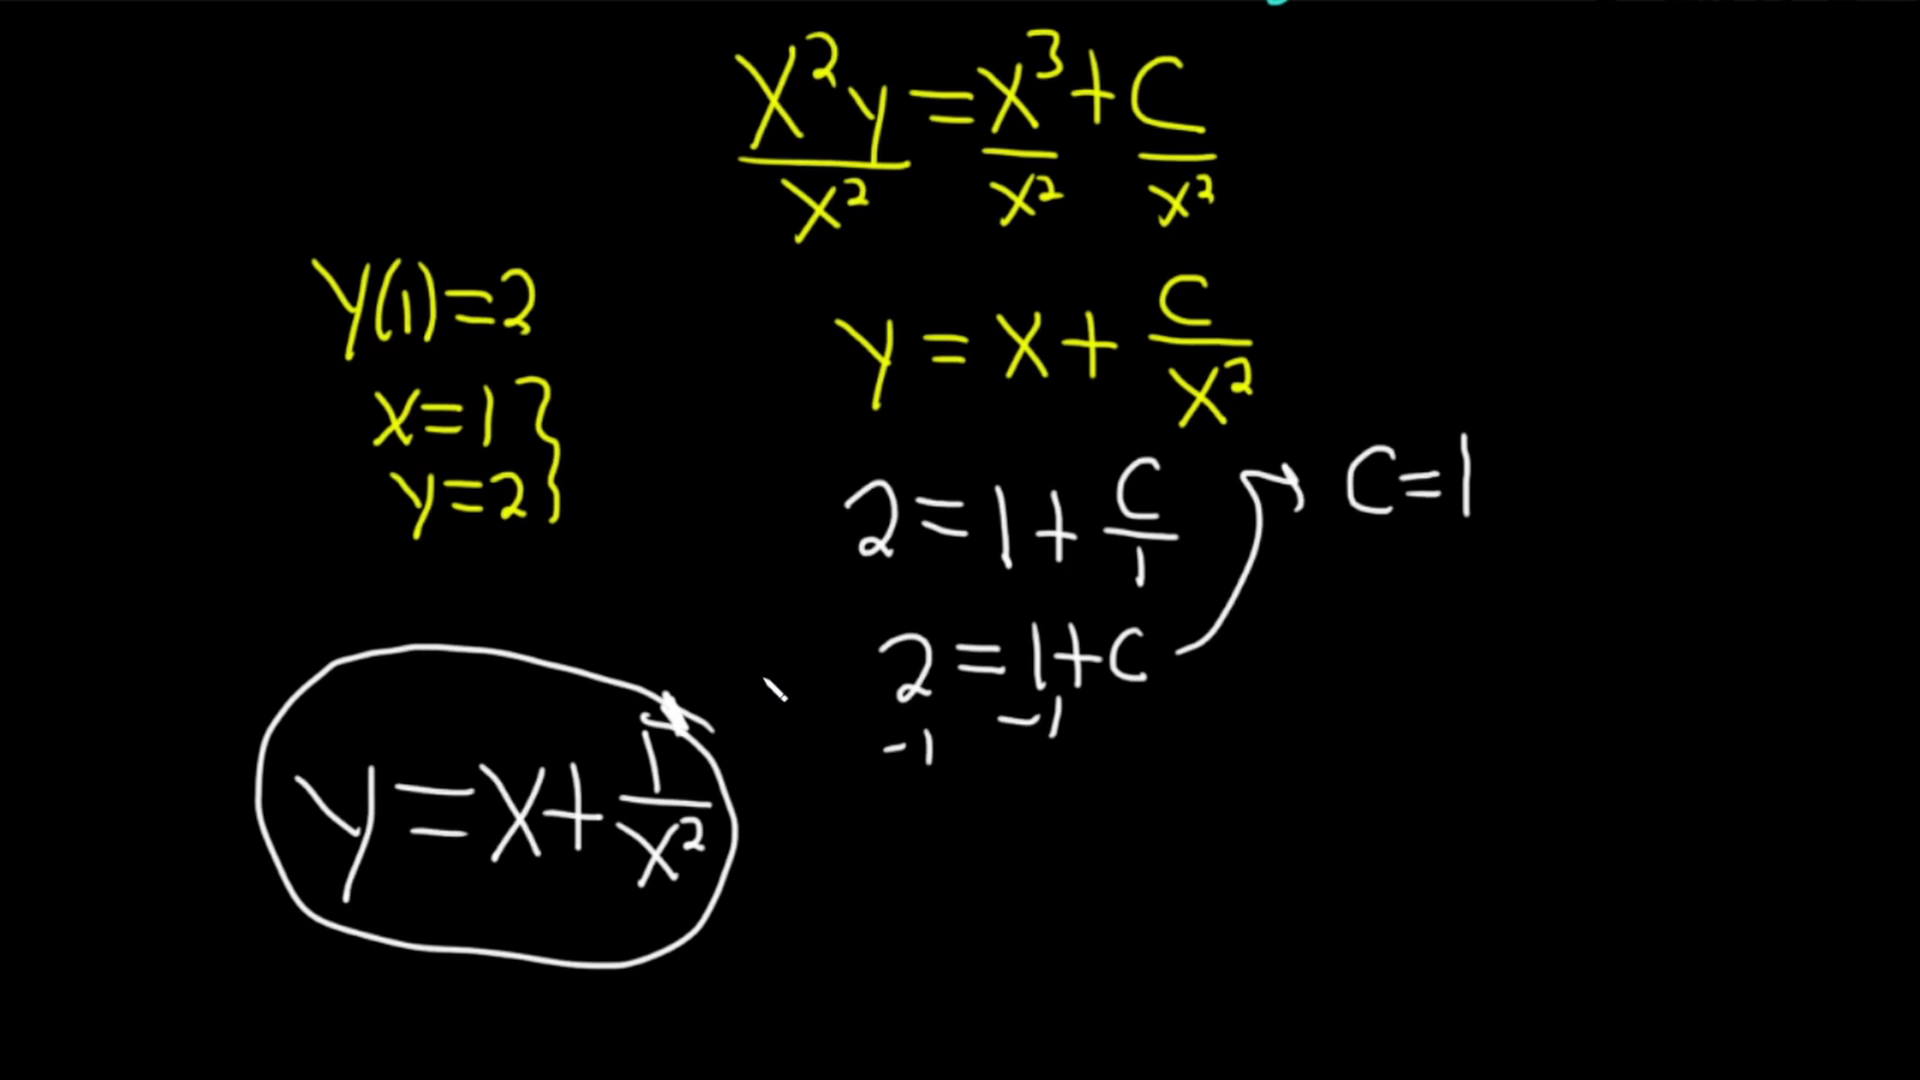 x²y = x³ + C
x² x² x²
y(1) = 2
y = x + C/x²
x = 1 }
y = 2
2 = 1 + C/1
C = 1
2 = 1 + C
-1 -1
y = x + 1/x²